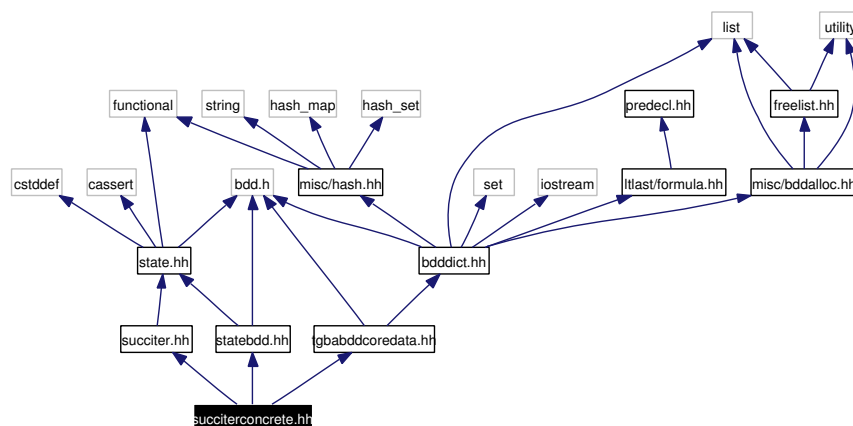 list
utility
functional
string
hash_map
hash_set
predecl.hh
freelist.hh
cstddef
cassert
bdd.h
misc/hash.hh
set
iostream
ltlast/formula.hh
misc/bddalloc.hh
state.hh
bdddict.hh
succiter.hh
statebdd.hh
tgbabddcoredata.hh
succiterconcrete.hh